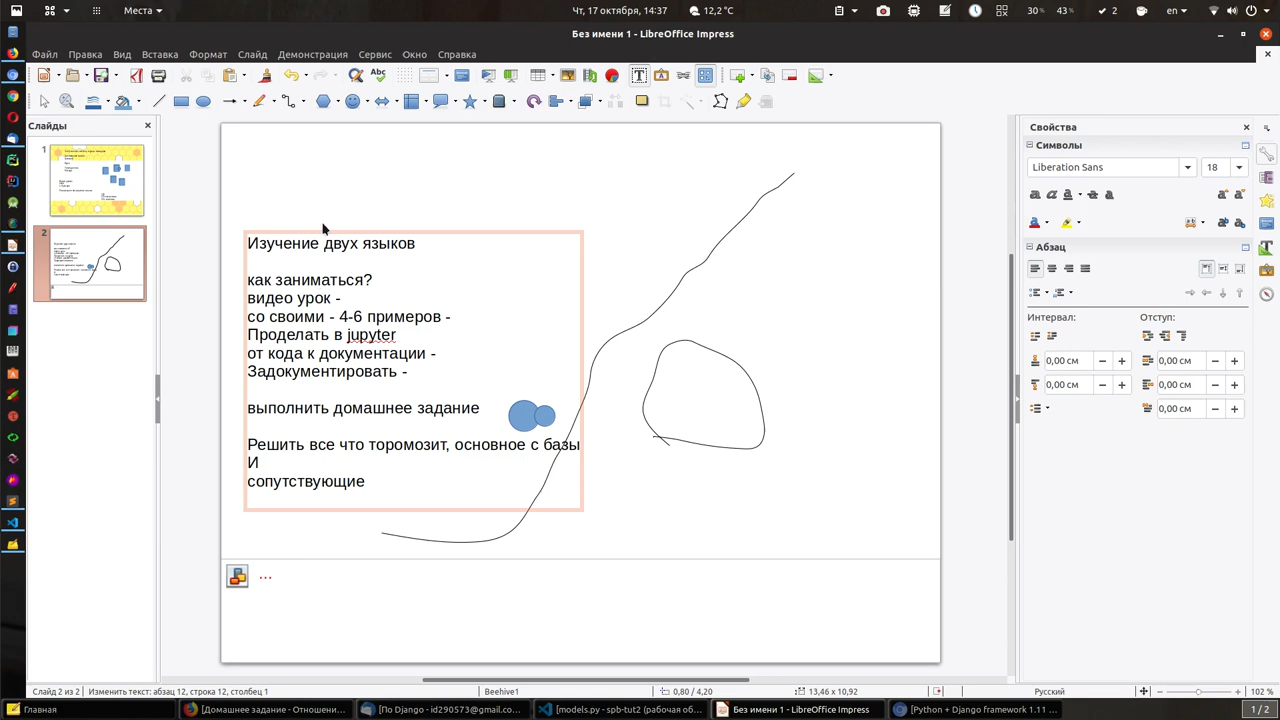 Места
Чт, 17 октября, 14:37
12,2 °C
30 %
43 %
2
en
Без имени 1 - LibreOffice Impress
Файл Правка Вид Вставка Формат Слайд Демонстрация Сервис Окно Справка
Слайды
1
2
Изучение двух языков
как заниматься?
видео урок -
со своими - 4-6 примеров -
Проделать в jupyter
от кода к документации -
Задокументировать -
выполнить домашнее задание
Решить все что торомозит, основное с базы
И
сопутствующие
...
Свойства
Символы
Liberation Sans 18
Абзац
Интервал: Отступ:
0,00 см 0,00 см
0,00 см 0,00 см
0,00 см
Слайд 2 из 2 Изменить текст: абзац 12, строка 12, столбец 1 Beehive1 0,80 / 4,20 13,46 x 10,92 Русский 102 %
Главная [Домашнее задание - Отношени... [По Django - id290573@gmail.co... [models.py - spb-tut2 (рабочая об... Без имени 1 - LibreOffice Impress [Python + Django framework 1.11 ... 1 / 2